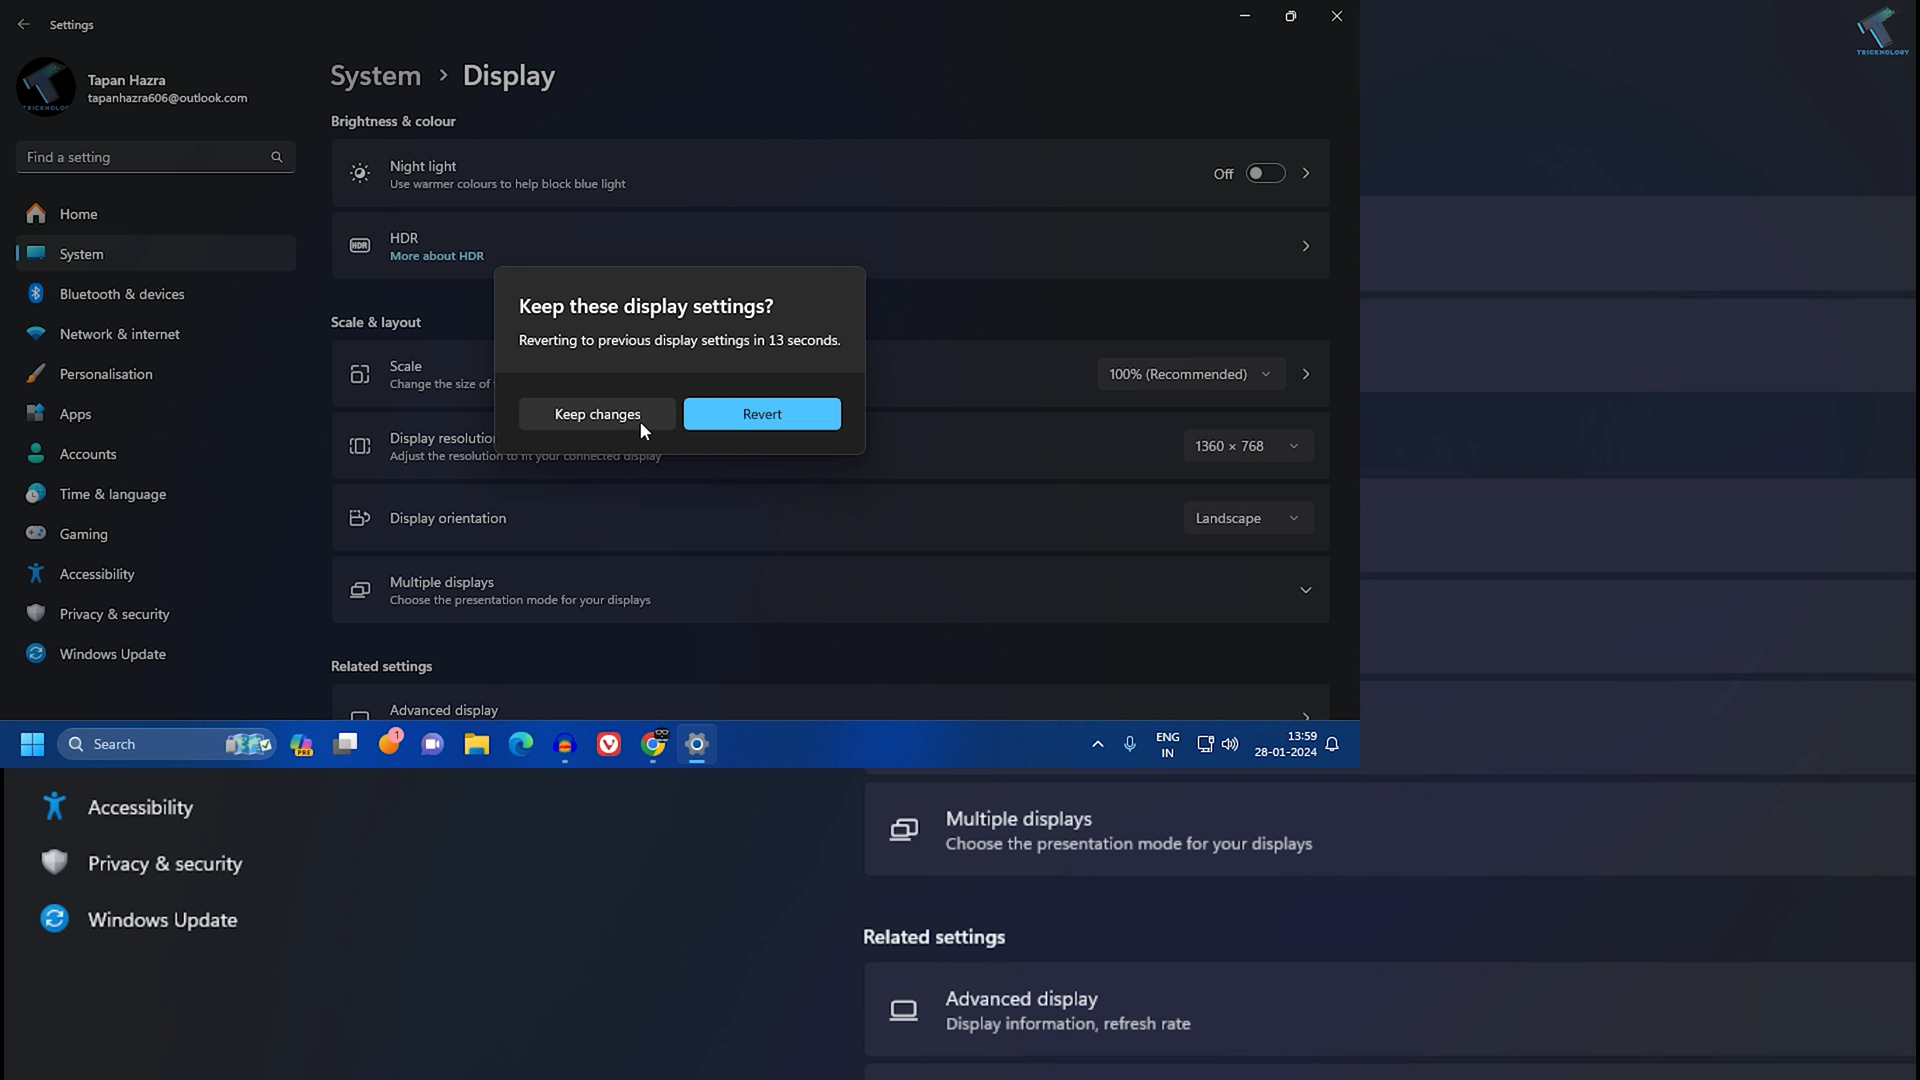 Settings
TRICKNOLOGY
Tapan Hazra
tapanhazra606@outlook.com
System > Display
Find a setting
Home
System
Bluetooth & devices
Network & internet
Personalisation
Apps
Accounts
Time & language
Gaming
Accessibility
Privacy & security
Windows Update
Brightness & colour
Night light
Use warmer colours to help block blue light
Off
HDR
HDR
More about HDR
Keep these display settings?
Reverting to previous display settings in 13 seconds.
Keep changes
Revert
Scale & layout
Scale
Change the size of
100% (Recommended)
Display resolution
Adjust the resolution to fit your connected display
1360 × 768
Display orientation
Landscape
Multiple displays
Choose the presentation mode for your displays
Related settings
Advanced display
Search
PRE
1
ENG
IN
13:59
28-01-2024
Accessibility
Privacy & security
Windows Update
Multiple displays
Choose the presentation mode for your displays
Related settings
Advanced display
Display information, refresh rate